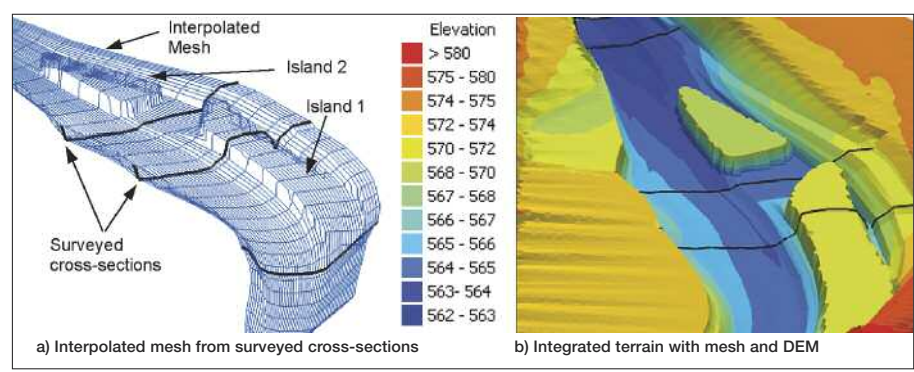 Interpolated
Mesh
Island 2
Island 1
Surveyed
cross-sections
Elevation
> 580
575 - 580
574 - 575
572 - 574
570 - 572
568 - 570
567 - 568
566 - 567
565 - 566
564 - 565
563- 564
562 - 563
a) Interpolated mesh from surveyed cross-sections
b) Integrated terrain with mesh and DEM